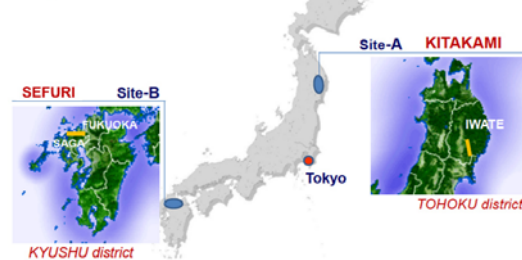 Site-A KITAKAMI
SEFURI Site-B
FUKUOKA
SAGA
IWATE
Tokyo
TOHOKU district
KYUSHU district